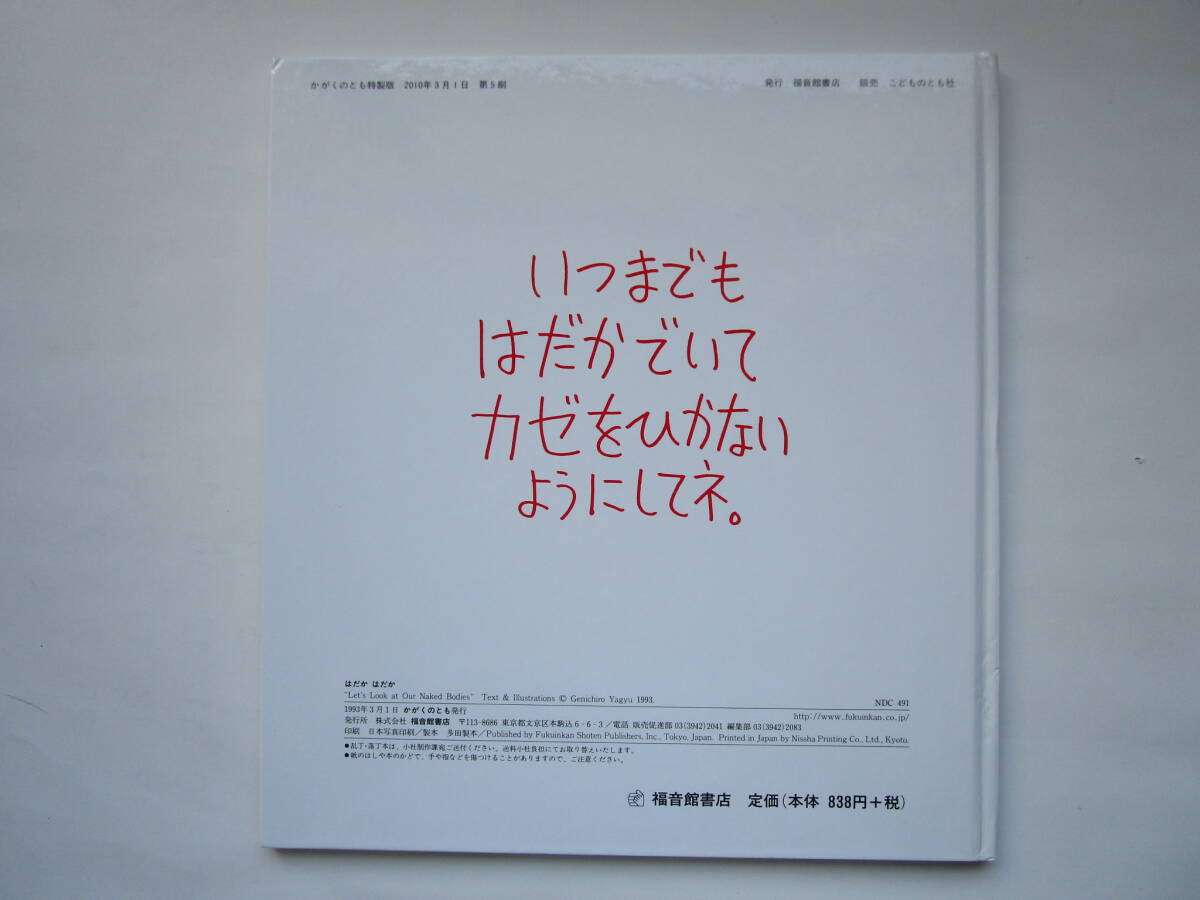 かがくのとも特製版 2010年3月1日 第5刷 発行 福音館書店 販売 こどものとも社
いつまでも
はだかでいて
カゼをひかない
ようにしてネ。
はだか はだか
"Let's Look at Our Naked Bodies" Text & Illustrations © Genichiro Yagyu 1993. NDC 491
1993年3月1日 かがくのとも発行 http://www.fukuinkan.co.jp/
発行所 株式会社 福音館書店 〒113-8686 東京都文京区本駒込6-6-3/電話 販売促進部 03(3942)2041 編集部 03(3942)2083
印刷 日本写真印刷/製本 多田製本/Published by Fukuinkan Shoten Publishers, Inc., Tokyo, Japan. Printed in Japan by Nissha Printing Co., Ltd., Kyoto.
●乱丁・落丁本は、小社制作課宛ご送付ください。送料小社負担にてお取り替えいたします。
●紙のはしや本のかどで、手や指などを傷つけることがありますので、ご注意ください。
福音館書店 定価(本体 838円+税)